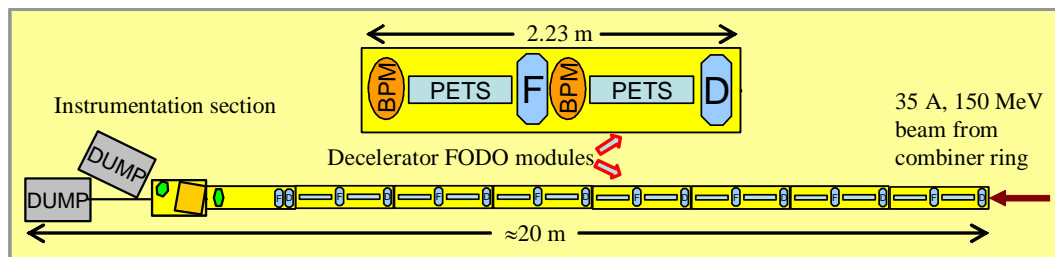 2.23 m
BPM
PETS
F
BPM
PETS
D
Instrumentation section
35 A, 150 MeV
beam from
combiner ring
Decelerator FODO modules
DUMP
DUMP
F D F D F D F D F D F D F D F D
≈20 m